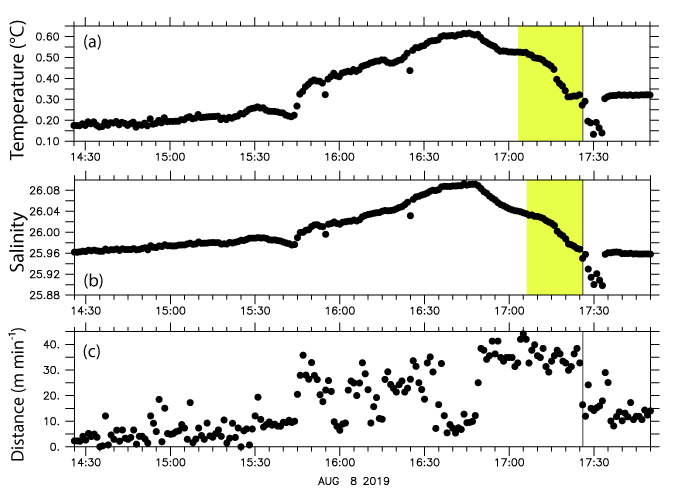 Temperature (°C)
(a)
0.60
0.50
0.40
0.30
0.20
0.10
14:30 15:00 15:30 16:00 16:30 17:00 17:30
Salinity
(b)
26.08
26.04
26.00
25.96
25.92
25.88
14:30 15:00 15:30 16:00 16:30 17:00 17:30
Distance (m min⁻¹)
(c)
40.
30.
20.
10.
0.
14:30 15:00 15:30 16:00 16:30 17:00 17:30
AUG 8 2019